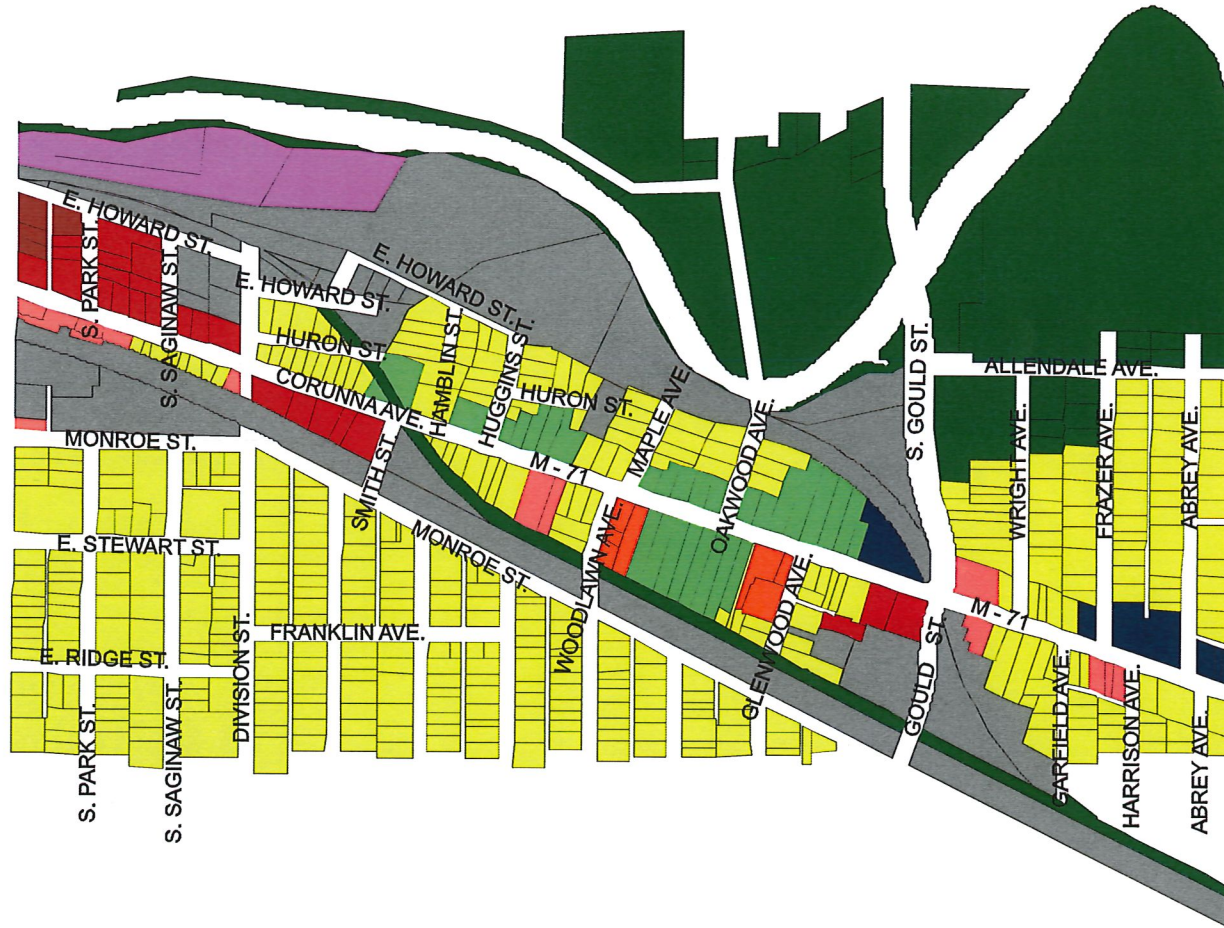 E. HOWARD ST.
S. PARK ST.
S. SAGINAW ST.
E. HOWARD ST.
E. HOWARD ST.
HURON ST
CORUNNA AVE.
HAMBLIN ST.
HUGGINS ST.
HURON ST.
MAPLE AVE.
OAKWOOD AVE.
S. GOULD ST.
ALLENDALE AVE.
WRIGHT AVE.
FRAZER AVE.
ABREY AVE.
MONROE ST.
SMITH ST.
M - 71
MONROE ST.
WOODLAWN AVE.
GLENWOOD AVE.
M - 71
GOULD ST.
E. STEWART ST.
FRANKLIN AVE.
DIVISION ST.
E. RIDGE ST.
S. PARK ST.
S. SAGINAW ST.
GARFIELD AVE.
HARRISON AVE.
ABREY AVE.